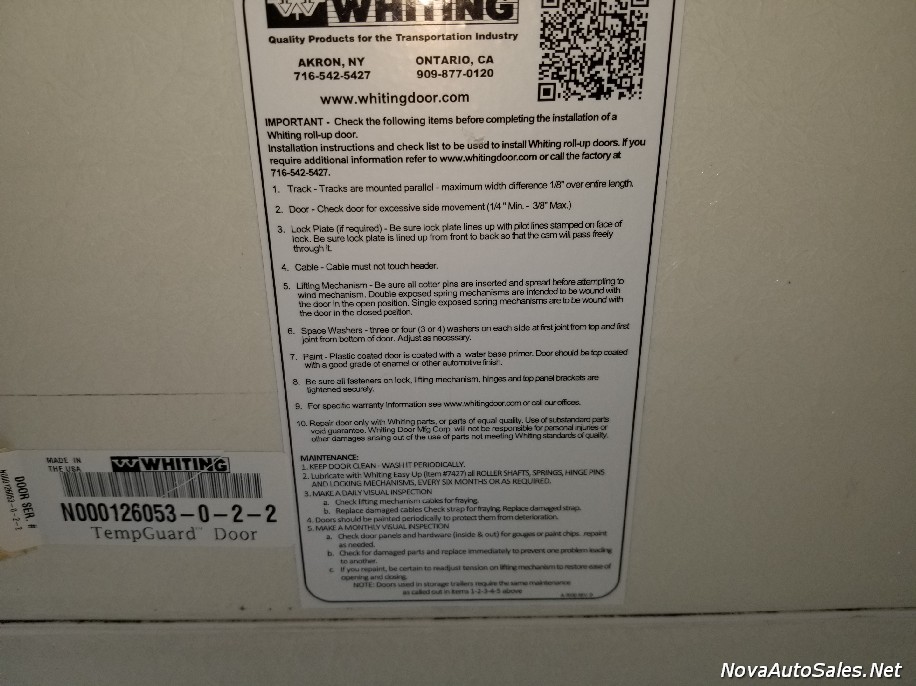 WHITING
Quality Products for the Transportation Industry
AKRON, NY
716-542-5427
ONTARIO, CA
909-877-0120
www.whitingdoor.com
IMPORTANT - Check the following items before completing the installation of a
Whiting roll-up door.
Installation instructions and check list to be used to install Whiting roll-up doors. If you
require additional information refer to www.whitingdoor.com or call the factory at
716-542-5427.
1. Track - Tracks are mounted parallel - maximum width difference 1/8" over entire length.
2. Door - Check door for excessive side movement (1/4" Min. - 3/8" Max.)
3. Lock Plate (if required) - Be sure lock plate lines up with pilot lines stamped on face of
lock. Be sure lock plate is lined up from front to back so that the cam will pass freely
through it.
4. Cable - Cable must not touch header.
5. Lifting Mechanism - Be sure all cotter pins are inserted and spread before attempting to
wind mechanism. Double exposed spring mechanisms are intended to be wound with
the door in the open position. Single exposed spring mechanisms are to be wound with
the door in the closed position.
6. Space Washers - three or four (3 or 4) washers on each side at first joint from top and first
joint from bottom of door. Adjust as necessary.
7. Paint - Plastic coated door is coated with a water base primer. Door should be top coated
with a good grade of enamel or other automotive finish.
8. Be sure all fasteners on lock, lifting mechanism, hinges and top panel brackets are
tightened securely.
9. For specific warranty information see www.whitingdoor.com or call our offices.
10. Repair door only with Whiting parts, or parts of equal quality. Use of substandard parts
void guarantee. Whiting Door Mfg Corp. will not be responsible for personal injuries or
other damages arising out of the use of parts not meeting Whiting standards of quality.
MAINTENANCE:
1. KEEP DOOR CLEAN - WASH IT PERIODICALLY.
2. Lubricate with Whiting Easy Up (Item #7427) all ROLLER SHAFTS, SPRINGS, HINGE PINS
AND LOCKING MECHANISMS, EVERY SIX MONTHS OR AS REQUIRED.
3. MAKE A DAILY VISUAL INSPECTION
a. Check lifting mechanism cables for fraying.
b. Replace damaged cables Check strap for fraying. Replace damaged strap.
4. Doors should be painted periodically to protect them from deterioration.
5. MAKE A MONTHLY VISUAL INSPECTION
a. Check door panels and hardware (inside & out) for gouges or paint chips. repaint
as needed.
b. Check for damaged parts and replace immediately to prevent one problem leading
to another.
c. If you repaint, be certain to readjust tension on lifting mechanism to restore ease of
opening and closing.
NOTE: Doors used in storage trailers require the same maintenance
as called out in items 1-2-3-4-5 above
MADE IN
THE USA
WHITING
N000126053-0-2-2
TempGuard™ Door
DOOR SER. #
N000126053-0-2-2
NovaAutoSales.Net